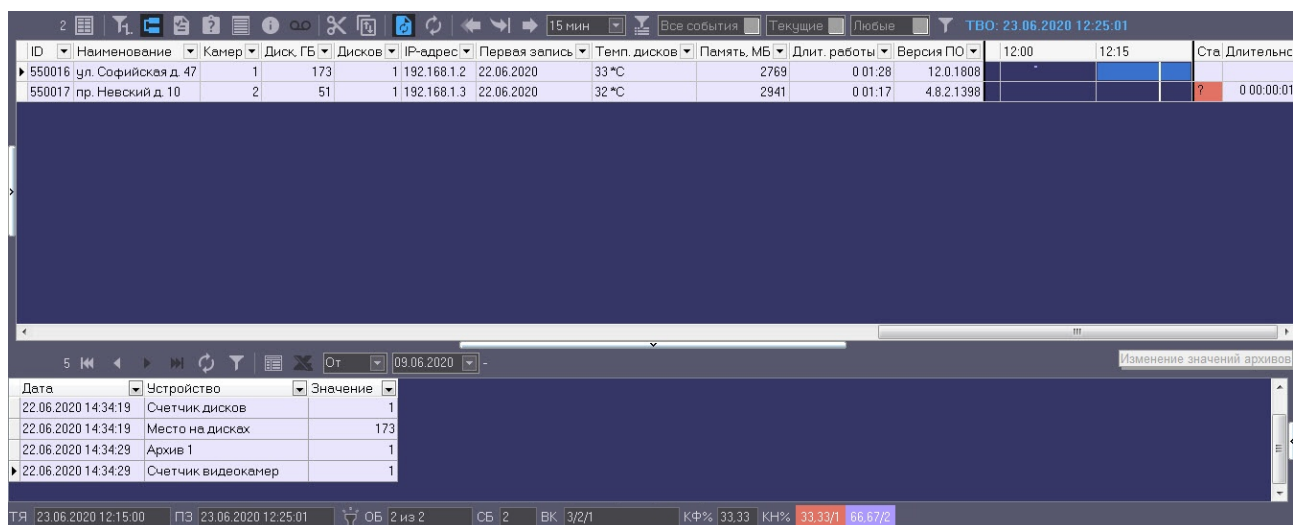 2 15 мин Все события Текущие Любые ТВО: 23.06.2020 12:25:01
ID Наименование Камер Диск, ГБ Дисков IP-адрес Первая запись Темп. дисков Память, МБ Длит. работы Версия ПО 12:00 12:15 Ста Длительнс
550016 ул. Софийская д. 47 1 173 1 192.168.1.2 22.06.2020 33 °C 2769 0 01:28 12.0.1808
550017 пр. Невский д. 10 2 51 1 192.168.1.3 22.06.2020 32 °C 2941 0 01:17 4.8.2.1398 ? 0 00:00:01
5 От 09.06.2020 - Изменение значений архивов
Дата Устройство Значение
22.06.2020 14:34:19 Счетчик дисков 1
22.06.2020 14:34:19 Место на дисках 173
22.06.2020 14:34:29 Архив 1 1
22.06.2020 14:34:29 Счетчик видеокамер 1
ТЯ 23.06.2020 12:15:00 ПЗ 23.06.2020 12:25:01 ОБ 2 из 2 СБ 2 ВК 3/2/1 КФ% 33,33 КН% 33,33/1 66,67/2